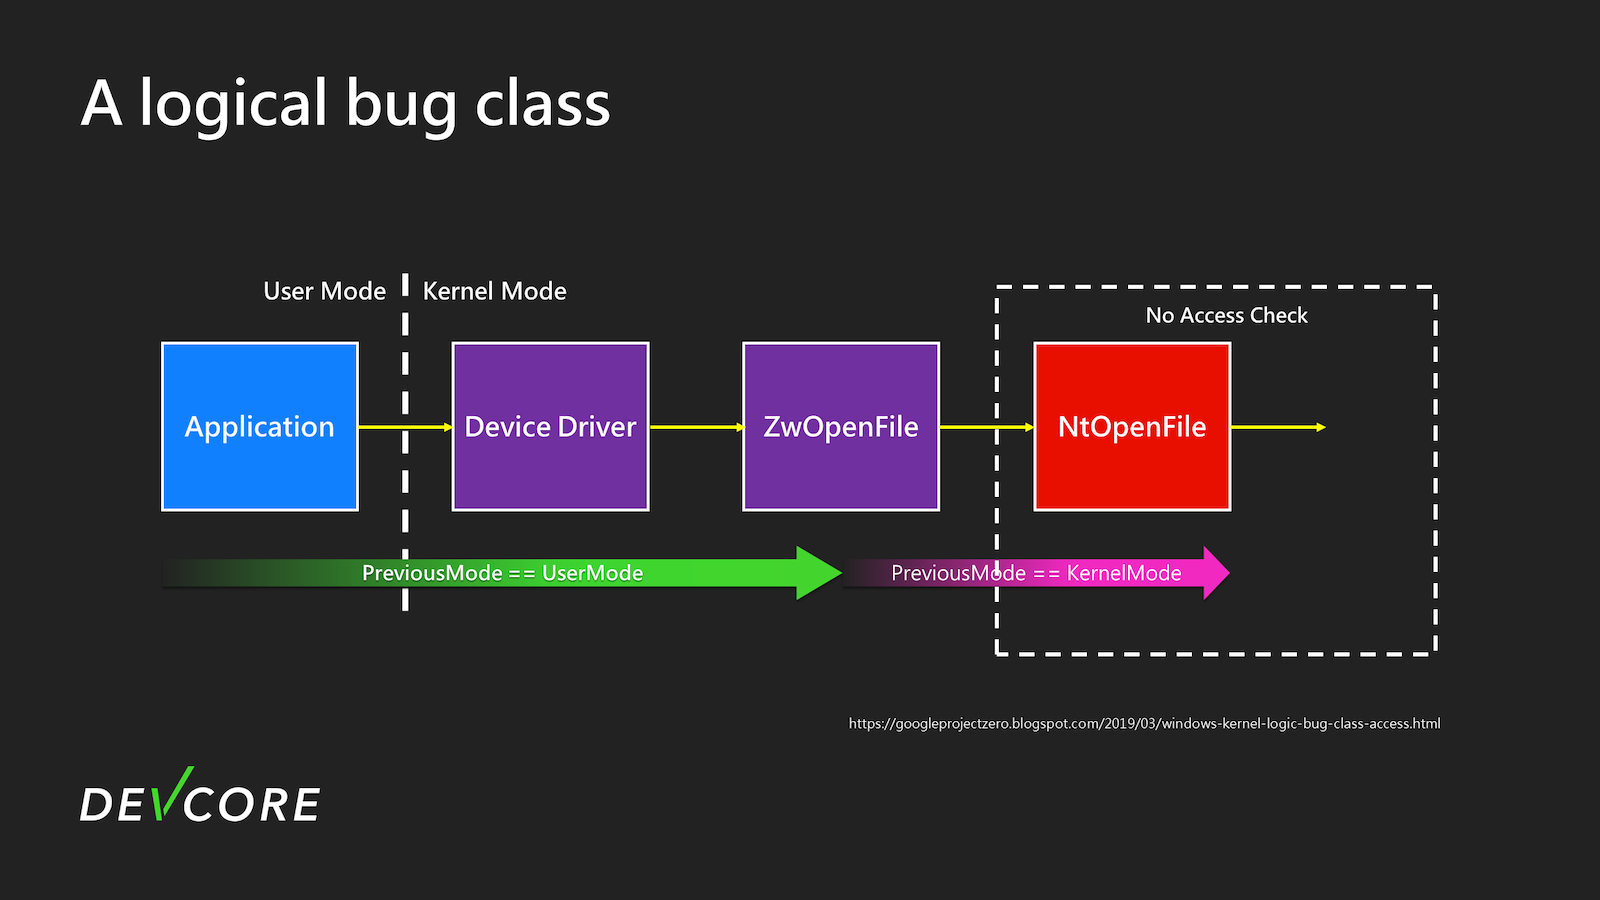 A logical bug class
User Mode
Kernel Mode
No Access Check
Application
Device Driver
ZwOpenFile
NtOpenFile
PreviousMode == UserMode
PreviousMode == KernelMode
https://googleprojectzero.blogspot.com/2019/03/windows-kernel-logic-bug-class-access.html
DEVCORE